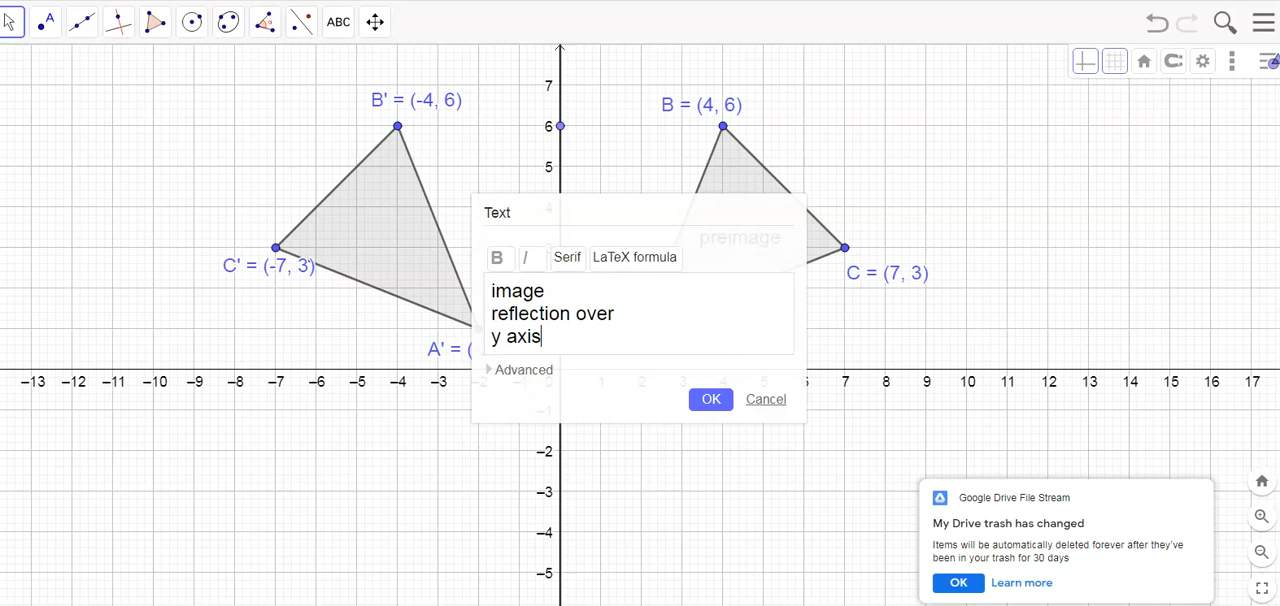 ABC
B' = (-4, 6)
B = (4, 6)
7
6
5
4
Text
preimage
B I Serif LaTeX formula
C' = (-7, 3)
C = (7, 3)
image
reflection over
y axis
A' = (
Advanced
−13 −12 −11 −10 −9 −8 −7 −6 −5 −4 −3 −2 −1 0 1 2 3 4 5 6 7 8 9 10 11 12 13 14 15 16 17
OK Cancel
−1
−2
−3
−4
−5
Google Drive File Stream
My Drive trash has changed
Items will be automatically deleted forever after they've
been in your trash for 30 days
OK Learn more